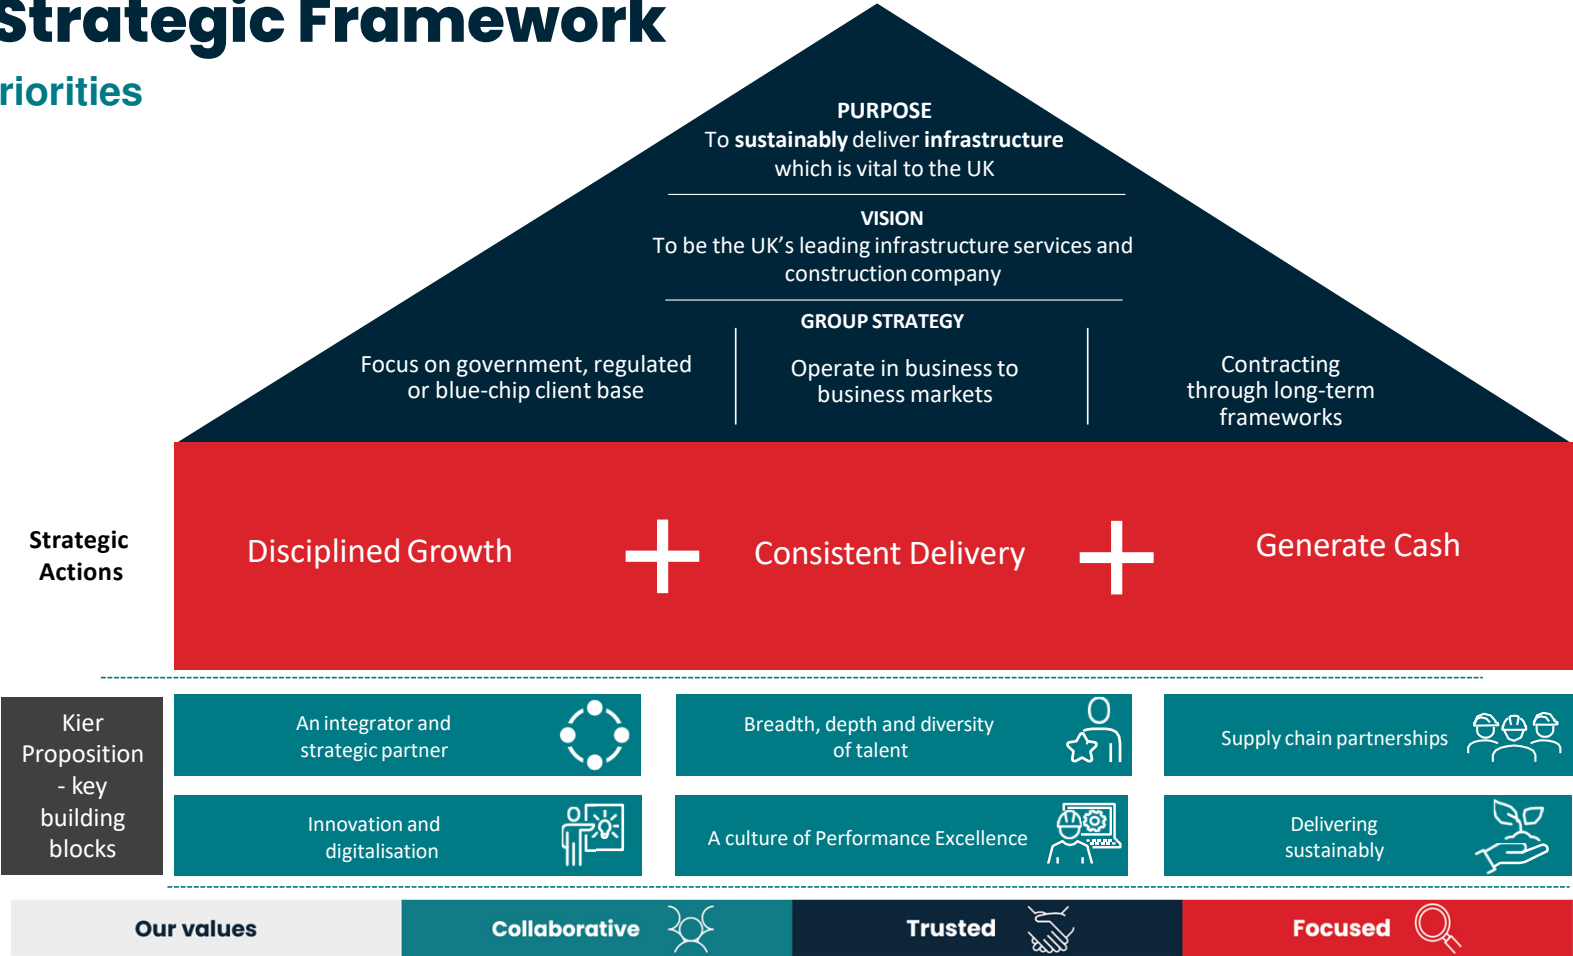 Strategic Framework
riorities
PURPOSE
To sustainably deliver infrastructure
which is vital to the UK
VISION
To be the UK’s leading infrastructure services and
construction company
GROUP STRATEGY
Focus on government, regulated
or blue-chip client base
Operate in business to
business markets
Contracting
through long-term
frameworks
Strategic
Actions
Disciplined Growth
+
Consistent Delivery
+
Generate Cash
Kier
Proposition
- key
building
blocks
An integrator and
strategic partner
Breadth, depth and diversity
of talent
Supply chain partnerships
Innovation and
digitalisation
A culture of Performance Excellence
Delivering
sustainably
Our values
Collaborative
Trusted
Focused